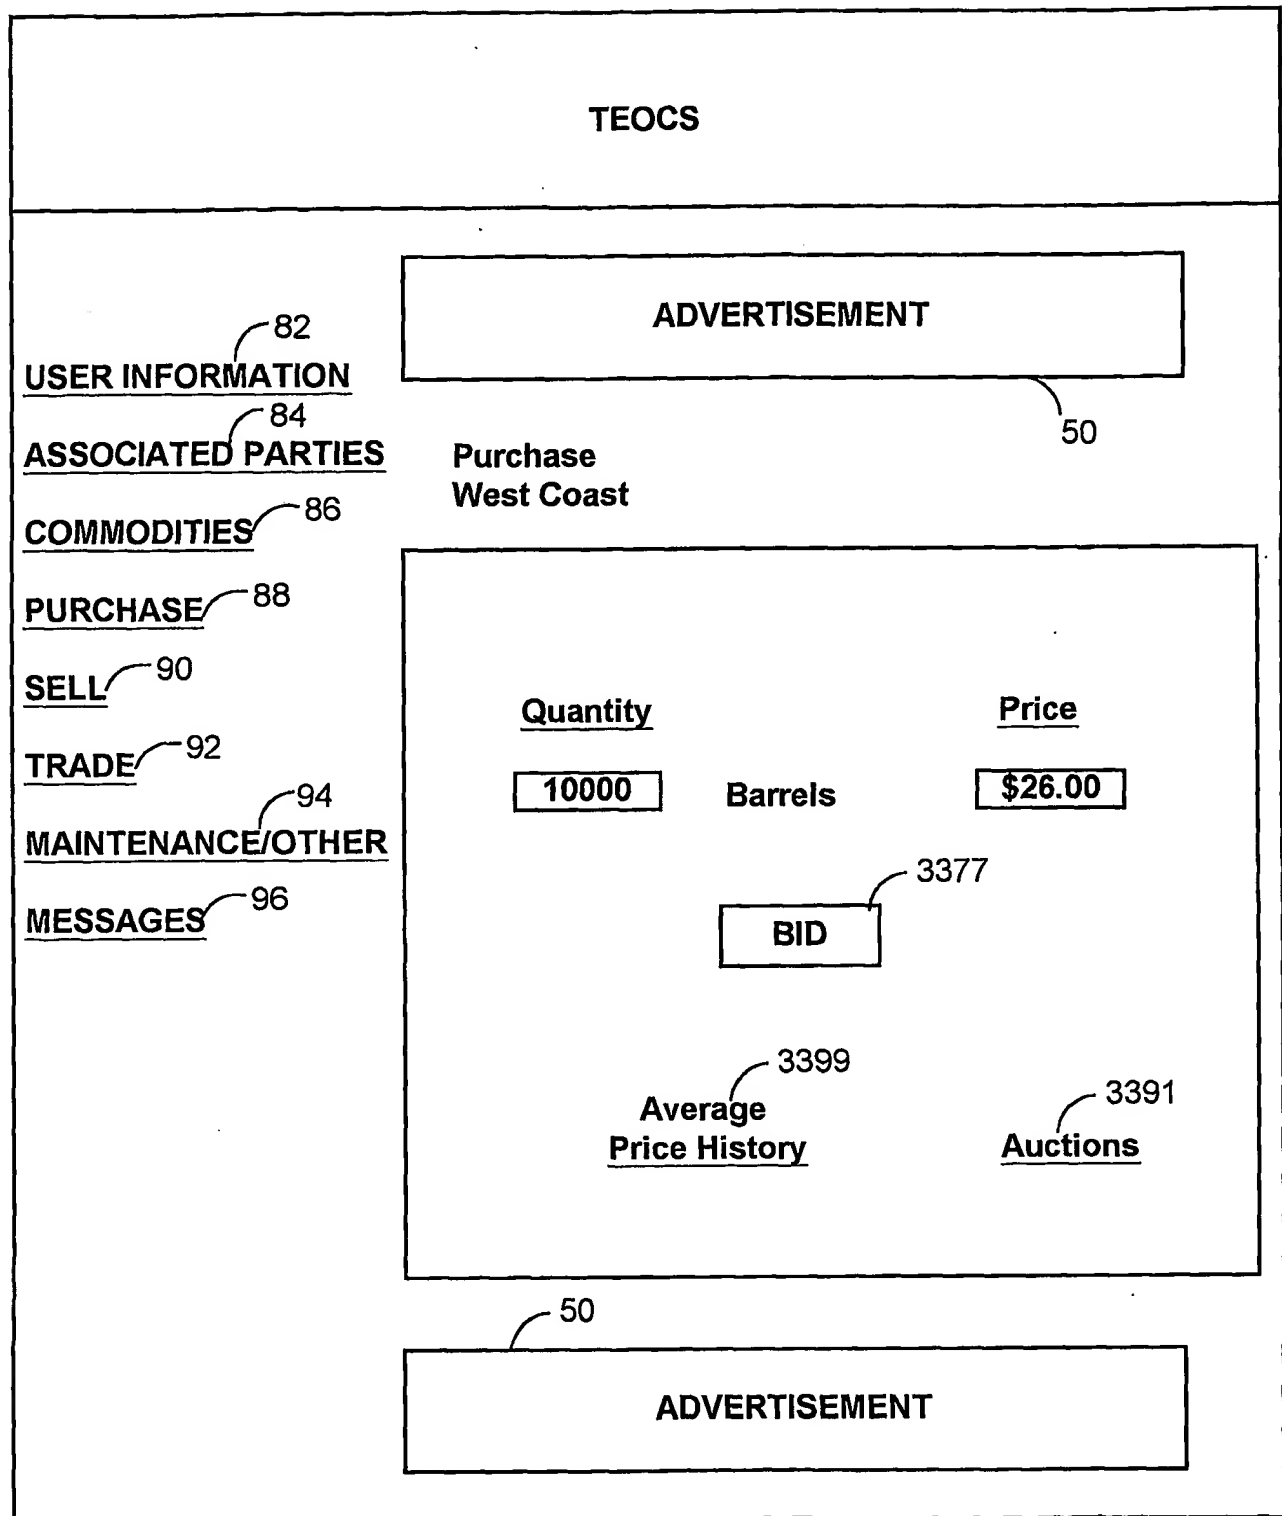 TEOCS
ADVERTISEMENT
50
82
USER INFORMATION
84
ASSOCIATED PARTIES
86
COMMODITIES
88
PURCHASE
90
SELL
92
TRADE
94
MAINTENANCE/OTHER
96
MESSAGES
Purchase
West Coast
Quantity
Price
10000 Barrels $26.00
3377
BID
3399
Average
Price History
3391
Auctions
50
ADVERTISEMENT